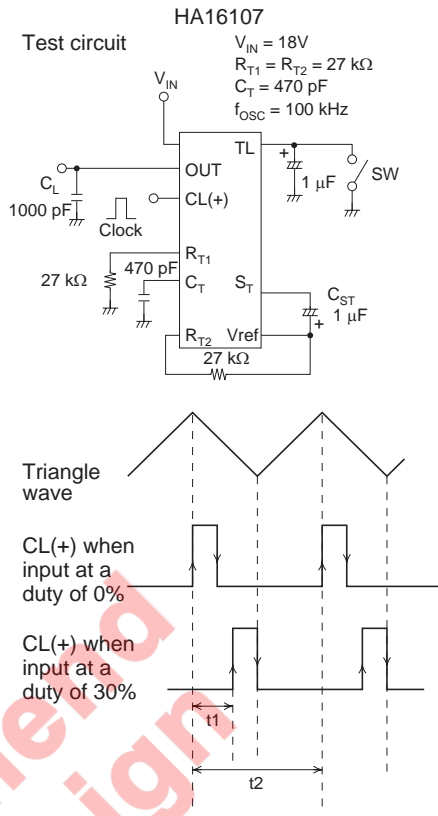 HA16107
Test circuit
V_IN = 18V
R_T1 = R_T2 = 27 kΩ
C_T = 470 pF
f_OSC = 100 kHz
V_IN
TL
OUT
C_L
1000 pF
CL(+)
Clock
1 μF
SW
R_T1
27 kΩ
470 pF
C_T
S_T
C_ST
1 μF
R_T2
Vref
27 kΩ
+
+
Triangle
wave
CL(+) when
input at a
duty of 0%
CL(+) when
input at a
duty of 30%
t1
t2
mend
sign